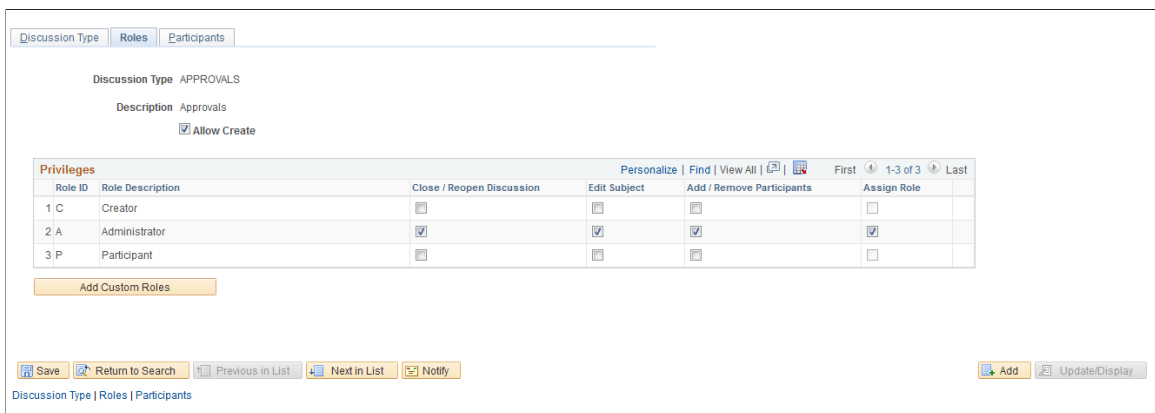 Discussion Type Roles Participants
Discussion Type APPROVALS
Description Approvals
Allow Create
Privileges Personalize | Find | View All | | First 1-3 of 3 Last
Role ID Role Description Close / Reopen Discussion Edit Subject Add / Remove Participants Assign Role
1 C Creator
2 A Administrator
3 P Participant
Add Custom Roles
Save Return to Search Previous in List Next in List Notify Add Update/Display
Discussion Type | Roles | Participants